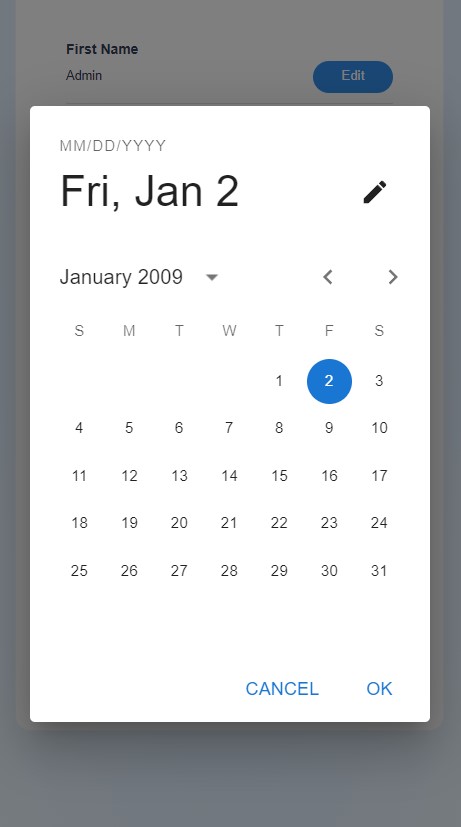 First Name
Admin
Edit
MM/DD/YYYY
Fri, Jan 2
January 2009
S M T W T F S
1 2 3
4 5 6 7 8 9 10
11 12 13 14 15 16 17
18 19 20 21 22 23 24
25 26 27 28 29 30 31
CANCEL OK